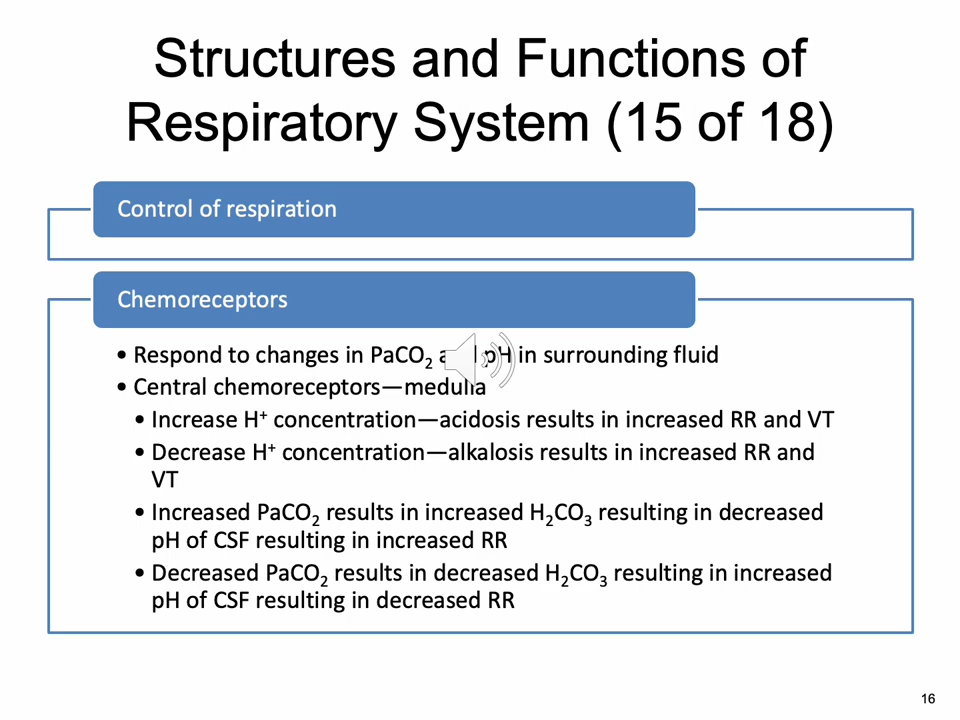 Structures and Functions of
Respiratory System (15 of 18)
Control of respiration
Chemoreceptors
• Respond to changes in PaCO₂ and pH in surrounding fluid
• Central chemoreceptors—medulla
• Increase H⁺ concentration—acidosis results in increased RR and VT
• Decrease H⁺ concentration—alkalosis results in increased RR and
VT
• Increased PaCO₂ results in increased H₂CO₃ resulting in decreased
pH of CSF resulting in increased RR
• Decreased PaCO₂ results in decreased H₂CO₃ resulting in increased
pH of CSF resulting in decreased RR
16